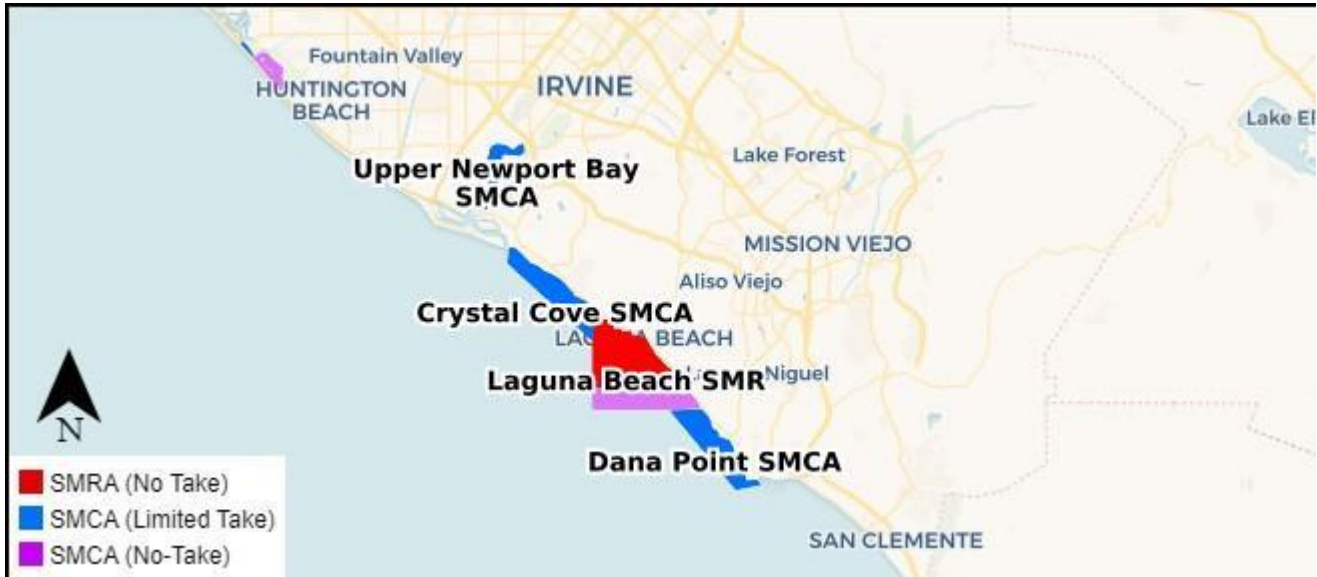 Fountain Valley
HUNTINGTON
BEACH
IRVINE
Lake El
Lake Forest
Upper Newport Bay
SMCA
MISSION VIEJO
Aliso Viejo
Crystal Cove SMCA
BEACH
Laguna Beach SMR
Niguel
Dana Point SMCA
SAN CLEMENTE
N
SMRA (No Take)
SMCA (Limited Take)
SMCA (No-Take)